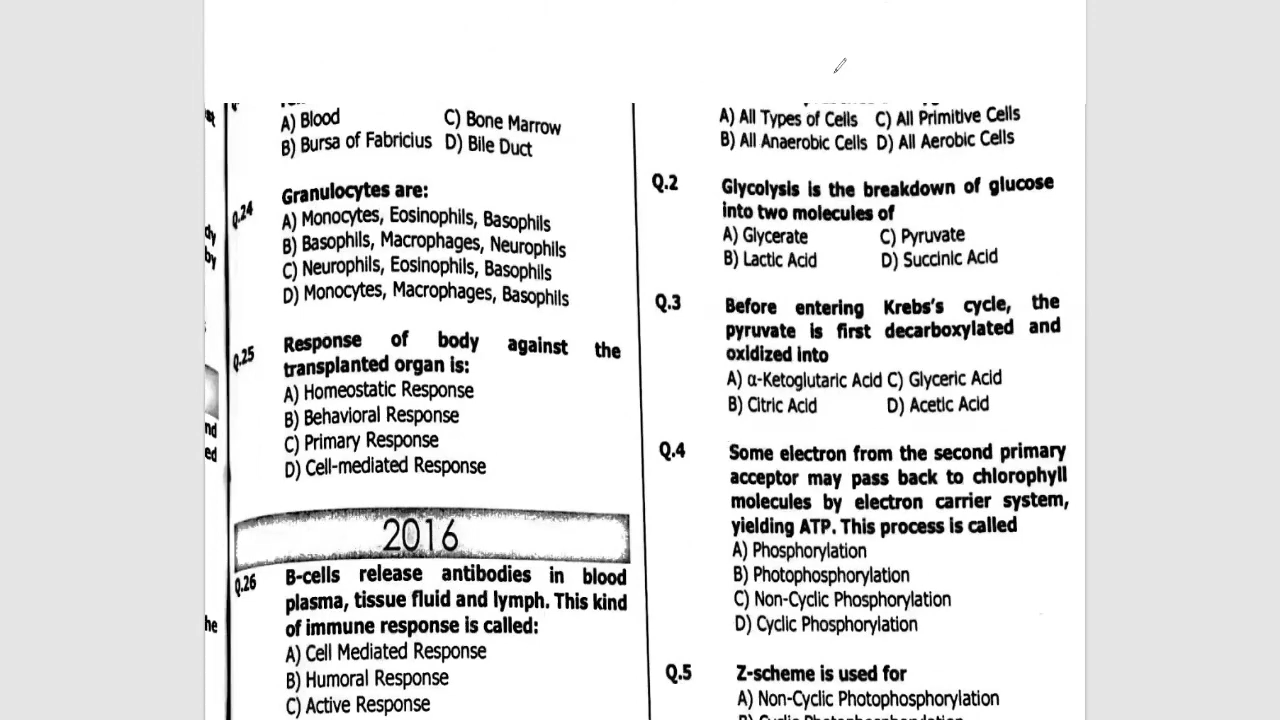 A) Blood C) Bone Marrow
B) Bursa of Fabricius D) Bile Duct
Q.24 Granulocytes are:
A) Monocytes, Eosinophils, Basophils
B) Basophils, Macrophages, Neurophils
C) Neurophils, Eosinophils, Basophils
D) Monocytes, Macrophages, Basophils
Q.25 Response of body against the
transplanted organ is:
A) Homeostatic Response
B) Behavioral Response
C) Primary Response
D) Cell-mediated Response
2016
Q.26 B-cells release antibodies in blood
plasma, tissue fluid and lymph. This kind
of immune response is called:
A) Cell Mediated Response
B) Humoral Response
C) Active Response
A) All Types of Cells C) All Primitive Cells
B) All Anaerobic Cells D) All Aerobic Cells
Q.2 Glycolysis is the breakdown of glucose
into two molecules of
A) Glycerate C) Pyruvate
B) Lactic Acid D) Succinic Acid
Q.3 Before entering Krebs's cycle, the
pyruvate is first decarboxylated and
oxidized into
A) α-Ketoglutaric Acid C) Glyceric Acid
B) Citric Acid D) Acetic Acid
Q.4 Some electron from the second primary
acceptor may pass back to chlorophyll
molecules by electron carrier system,
yielding ATP. This process is called
A) Phosphorylation
B) Photophosphorylation
C) Non-Cyclic Phosphorylation
D) Cyclic Phosphorylation
Q.5 Z-scheme is used for
A) Non-Cyclic Photophosphorylation